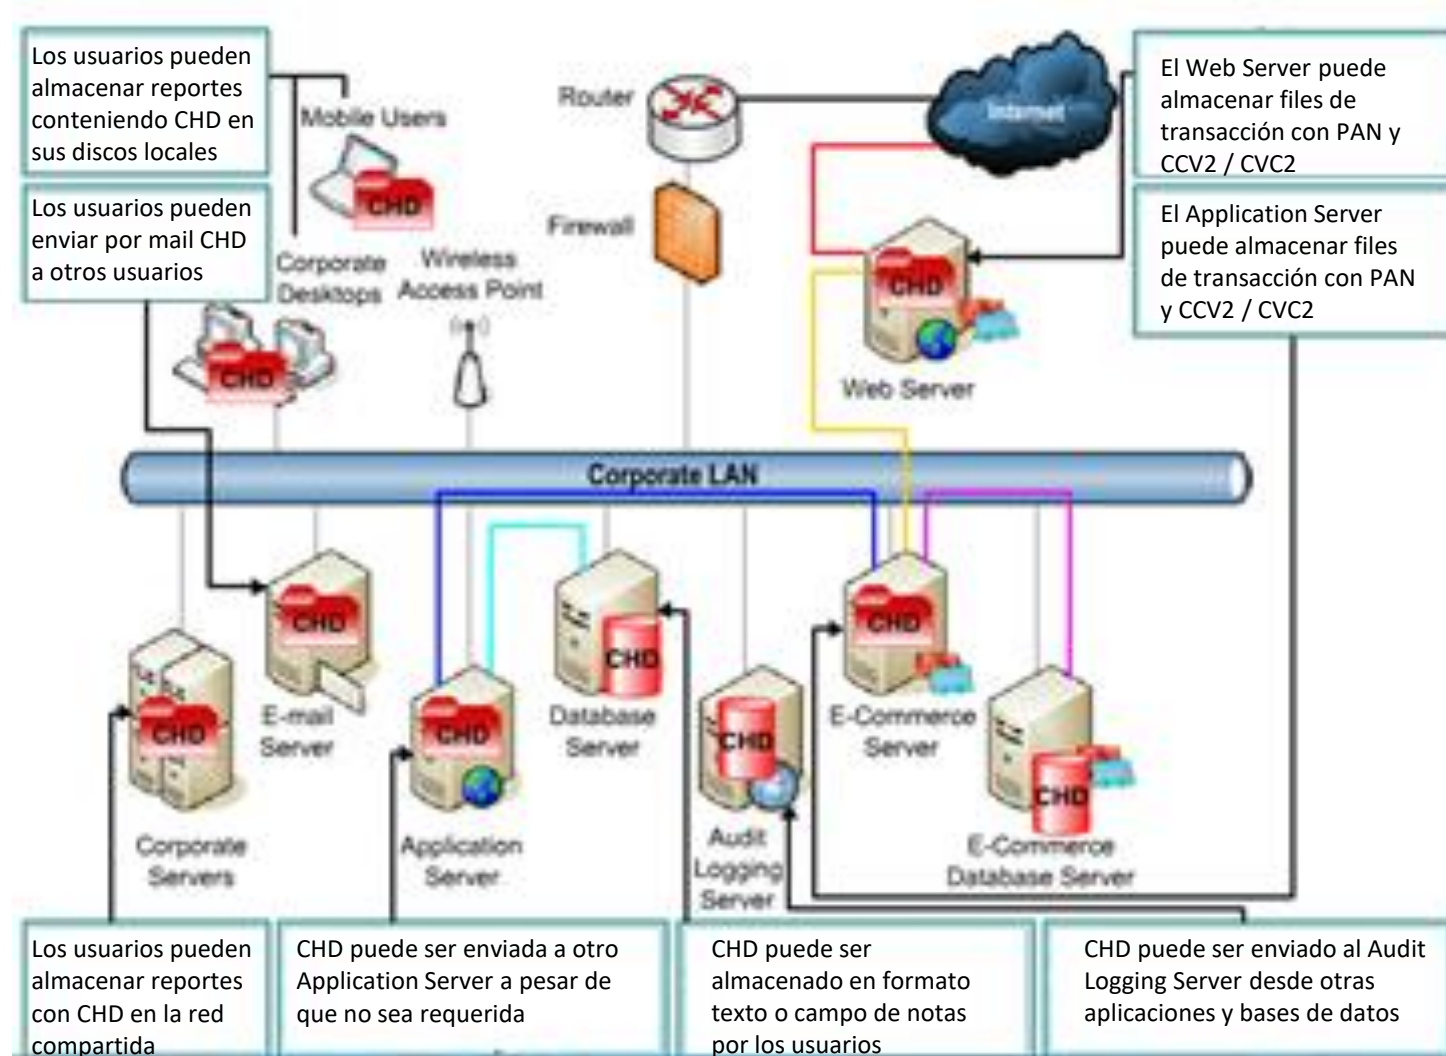 Los usuarios pueden
almacenar reportes
conteniendo CHD en
sus discos locales
Los usuarios pueden
enviar por mail CHD
a otros usuarios
Mobile Users
CHD
Corporate
Desktops
CHD
Wireless
Access Point
Router
Firewall
Internet
El Web Server puede
almacenar files de
transacción con PAN y
CCV2 / CVC2
El Application Server
puede almacenar files
de transacción con PAN
y CCV2 / CVC2
CHD
Web Server
Corporate LAN
CHD
E-mail
Server
CHD
Corporate
Servers
CHD
Application
Server
CHD
Database
Server
CHD
Audit
Logging
Server
CHD
E-Commerce
Server
CHD
E-Commerce
Database Server
Los usuarios pueden
almacenar reportes
con CHD en la red
compartida
CHD puede ser enviada a otro
Application Server a pesar de
que no sea requerida
CHD puede ser
almacenado en formato
texto o campo de notas
por los usuarios
CHD puede ser enviado al Audit
Logging Server desde otras
aplicaciones y bases de datos